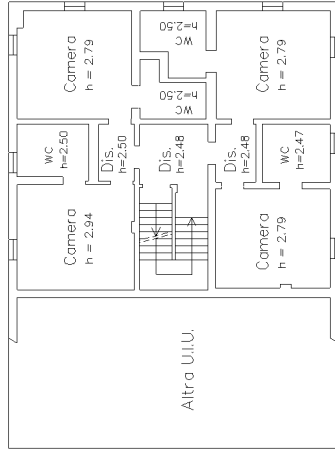 Camera
h = 2.79
WC
h=2.50
WC
h=2.50
Camera
h = 2.79
WC
h=2.50
Dis.
h=2.50
Dis.
h=2.48
Dis.
h=2.48
WC
h=2.47
Camera
h = 2.94
Camera
h = 2.79
Altra U.I.U.